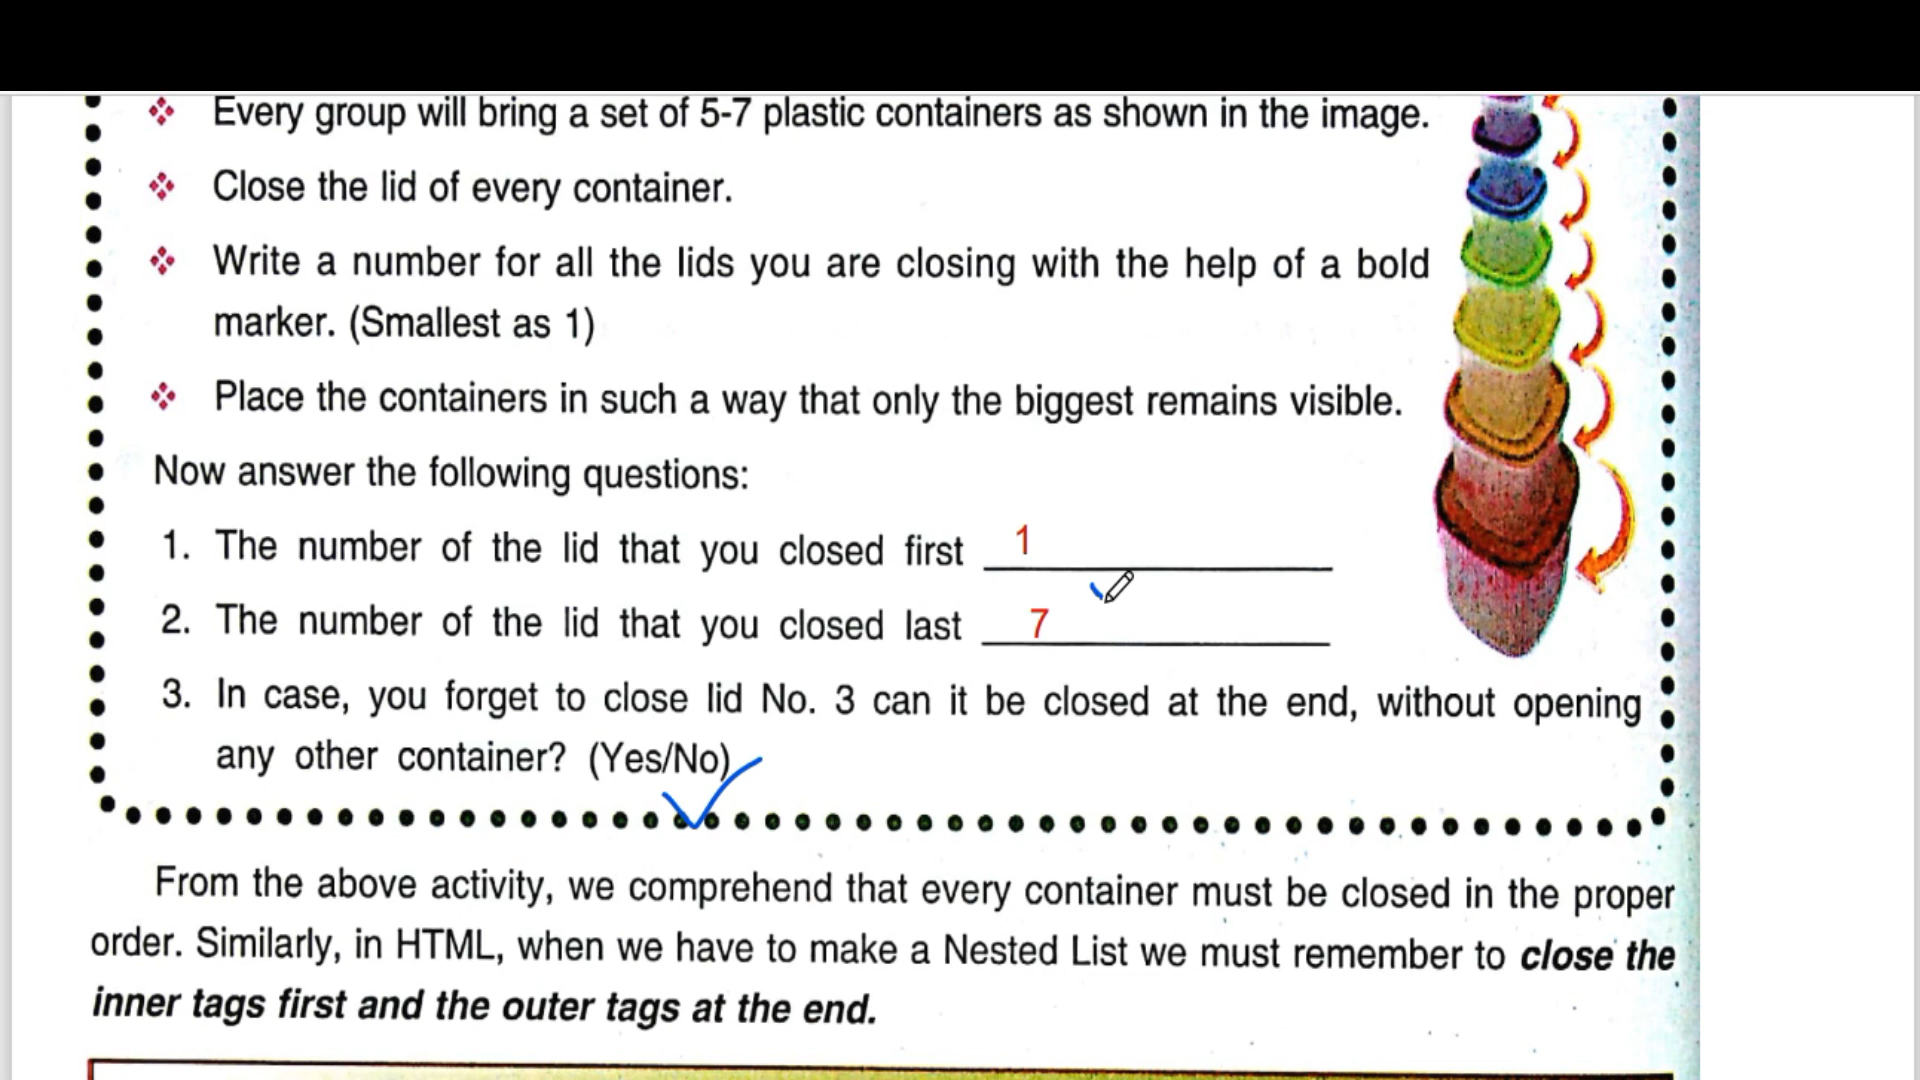 Every group will bring a set of 5-7 plastic containers as shown in the image.
Close the lid of every container.
Write a number for all the lids you are closing with the help of a bold
marker. (Smallest as 1)
Place the containers in such a way that only the biggest remains visible.
Now answer the following questions:
1. The number of the lid that you closed first 1
2. The number of the lid that you closed last 7
3. In case, you forget to close lid No. 3 can it be closed at the end, without opening
any other container? (Yes/No)
From the above activity, we comprehend that every container must be closed in the proper
order. Similarly, in HTML, when we have to make a Nested List we must remember to close the
inner tags first and the outer tags at the end.